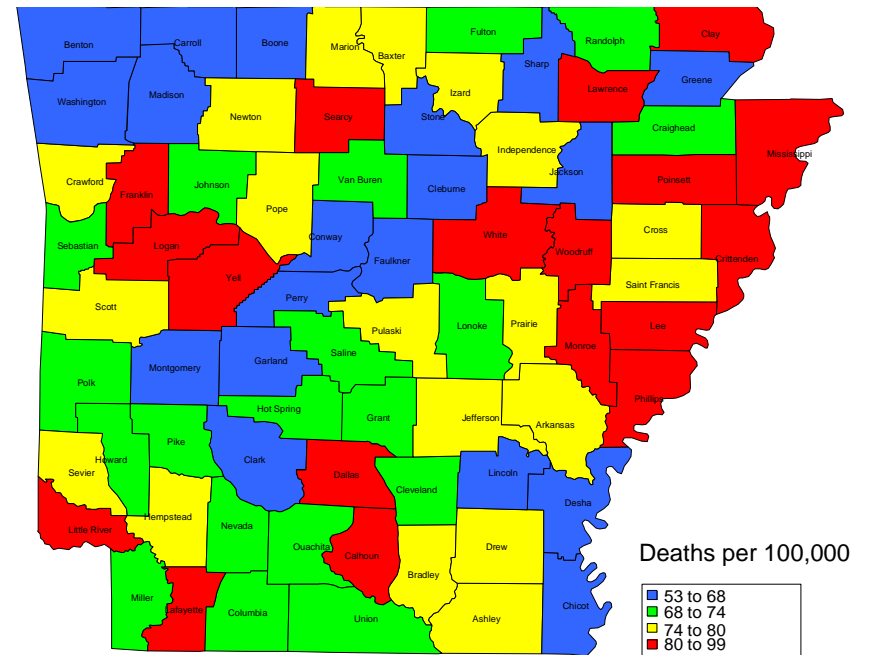 Benton
Carroll
Boone
Marion
Baxter
Fulton
Sharp
Randolph
Clay
Washington
Madison
Newton
Searcy
Stone
Izard
Lawrence
Greene
Craighead
Mississippi
Independence
Jackson
Poinsett
Crawford
Franklin
Johnson
Pope
Van Buren
Cleburne
Sebastian
Logan
Conway
White
Woodruff
Cross
Crittenden
Yell
Faulkner
Saint Francis
Scott
Perry
Pulaski
Lonoke
Prairie
Lee
Monroe
Polk
Montgomery
Garland
Saline
Phillips
Hot Spring
Grant
Jefferson
Arkansas
Pike
Howard
Sevier
Clark
Dallas
Cleveland
Lincoln
Desha
Little River
Hempstead
Nevada
Ouachita
Calhoun
Bradley
Drew
Miller
Lafayette
Columbia
Union
Ashley
Chicot
Deaths per 100,000
53 to 68
68 to 74
74 to 80
80 to 99